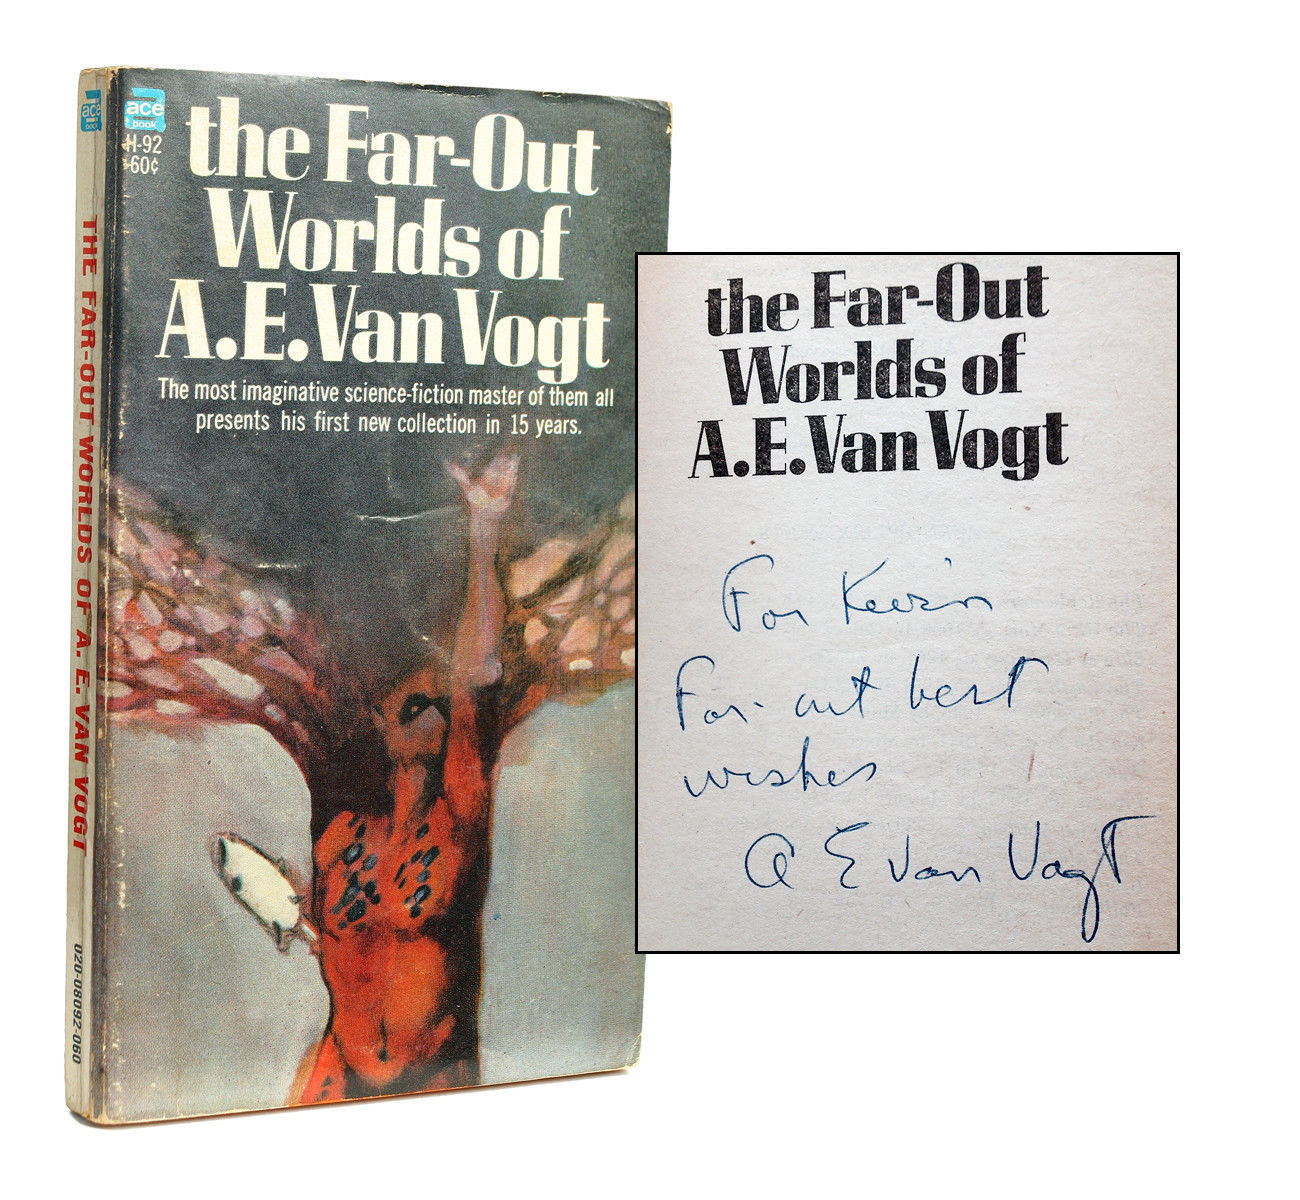 ace
book
H-92
60¢
the Far-Out
Worlds of
A.E.Van Vogt
The most imaginative science-fiction master of them all
presents his first new collection in 15 years.
ace
book
THE FAR-OUT WORLDS OF A. E. VAN VOGT
020-08092-060
the Far-Out
Worlds of
A.E.Van Vogt
For Kevin
Far-out best
wishes
A E van Vogt